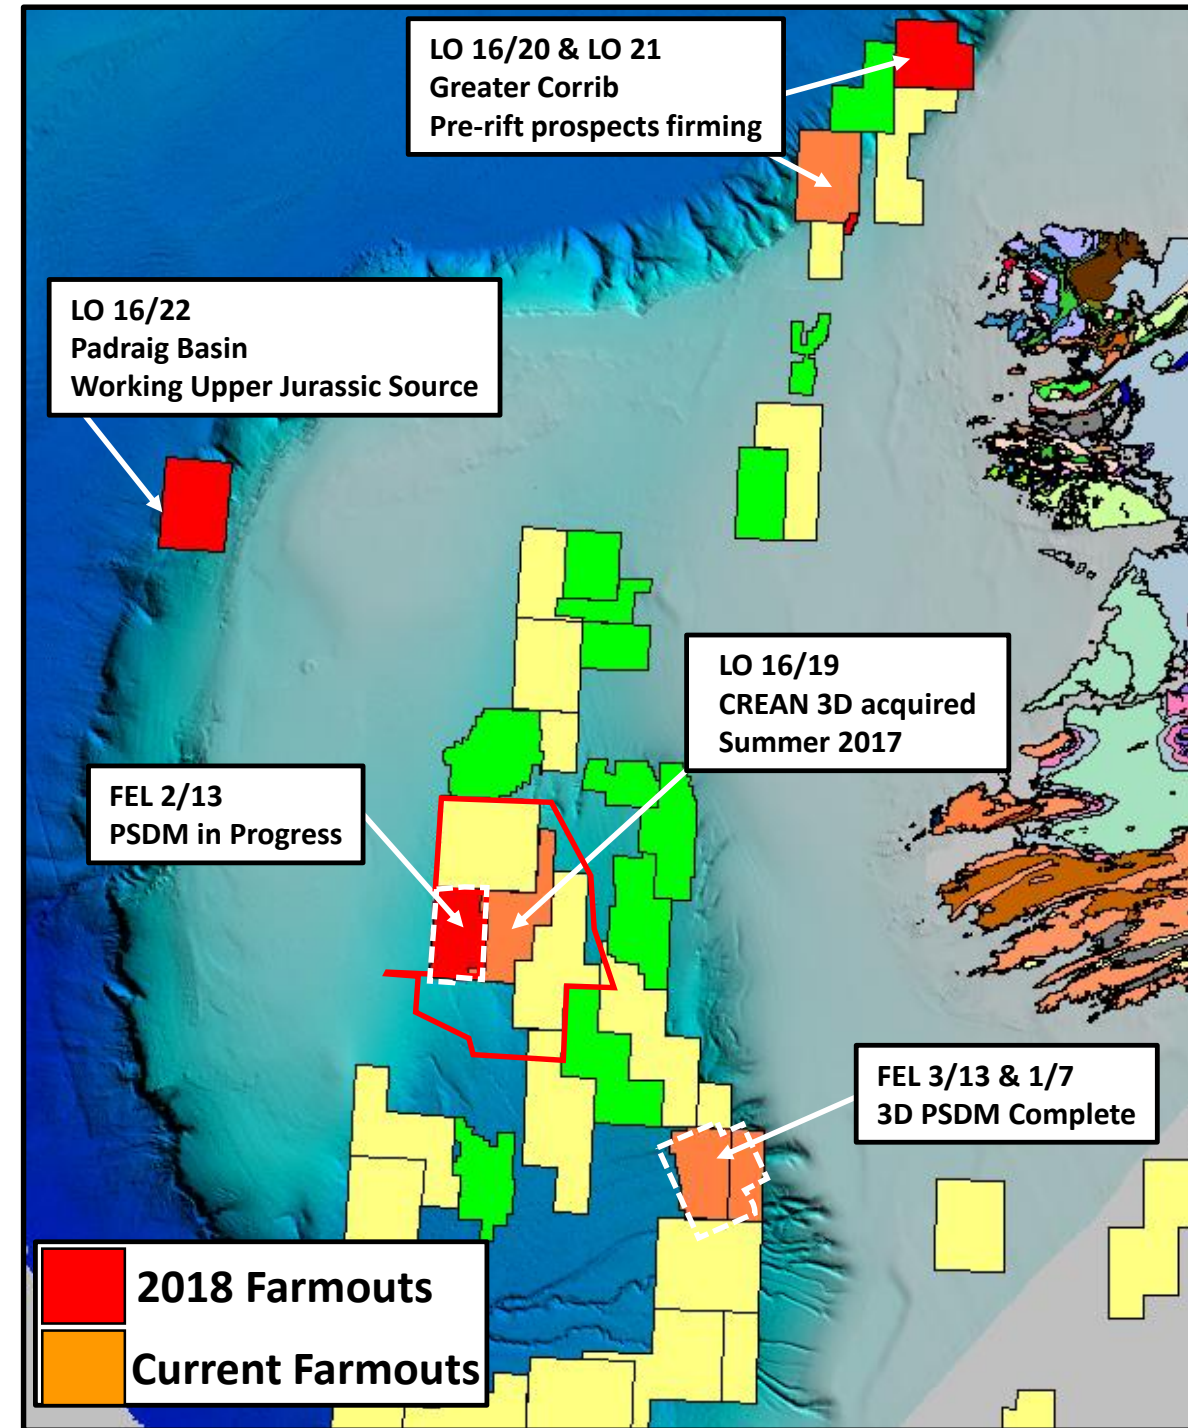 LO 16/20 & LO 21
Greater Corrib
Pre-rift prospects firming
LO 16/22
Padraig Basin
Working Upper Jurassic Source
LO 16/19
CREAN 3D acquired
Summer 2017
FEL 2/13
PSDM in Progress
FEL 3/13 & 1/7
3D PSDM Complete
2018 Farmouts
Current Farmouts